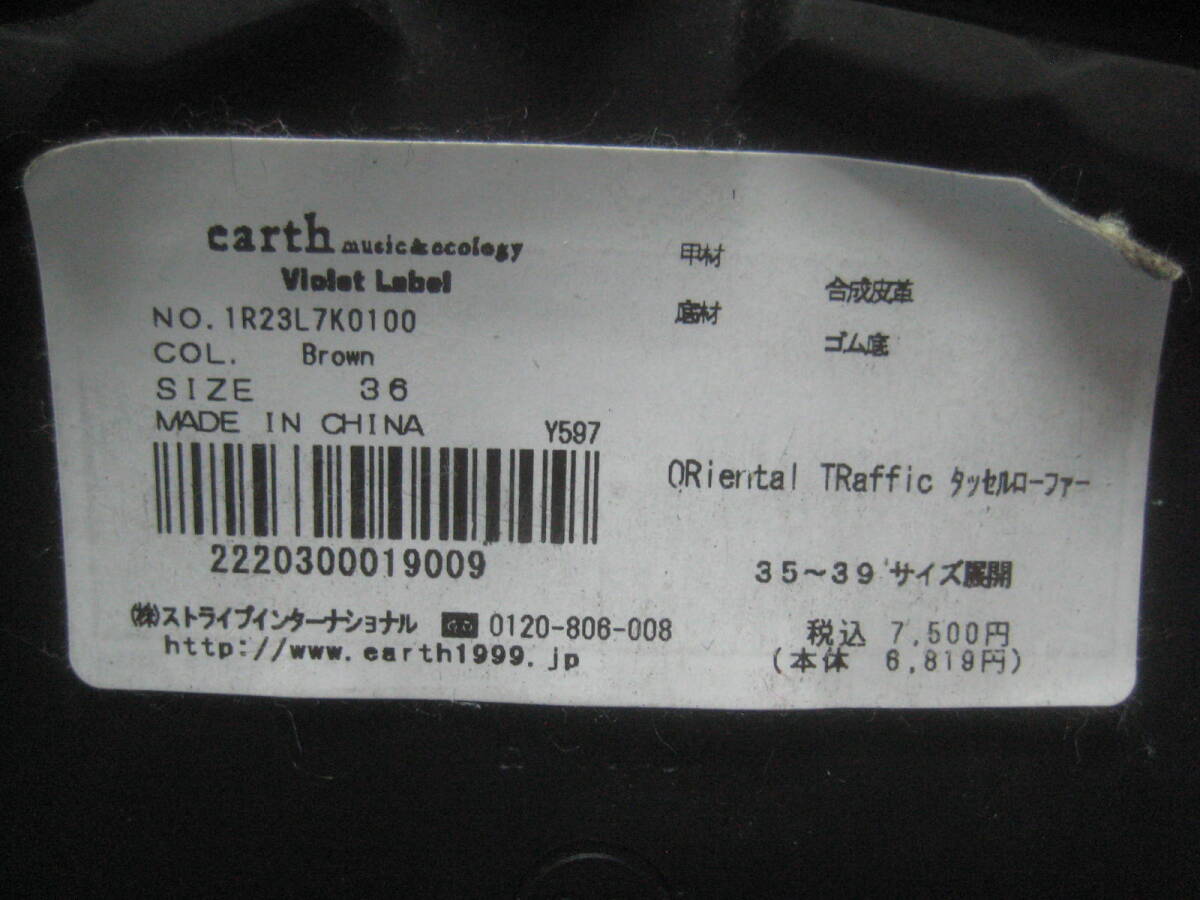 earth music&ecology
Violet Label
NO. 1R23L7K0100
COL. Brown
SIZE 36
MADE IN CHINA
Y597
2220300019009
(株)ストライプインターナショナル 0120-806-008
http://www.earth1999.jp
甲材
合成皮革
底材
ゴム底
ORiental TRaffic タッセルローファー
35~39 サイズ展開
税込 7,500円
(本体 6,819円)